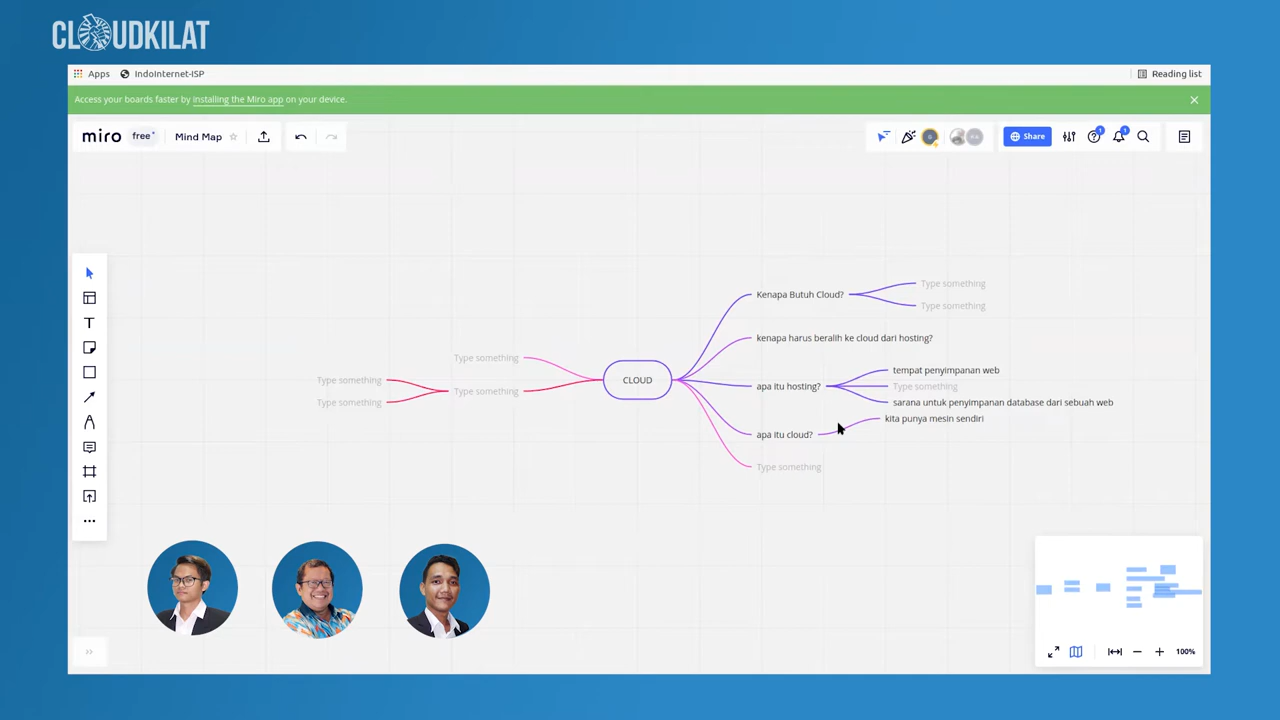 CLOUDKILAT
Apps
IndoInternet-ISP
Reading list
Access your boards faster by installing the Miro app on your device.
miro
free
Mind Map
Share
Kenapa Butuh Cloud?
Type something
Type something
kenapa harus beralih ke cloud dari hosting?
Type something
Type something
Type something
Type something
CLOUD
apa itu hosting?
tempat penyimpanan web
Type something
sarana untuk penyimpanan database dari sebuah web
apa itu cloud?
kita punya mesin sendiri
Type something
100%